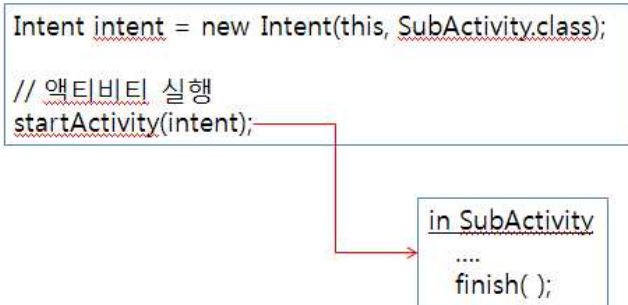 Intent intent = new Intent(this, SubActivity.class);
// 액티비티 실행
startActivity(intent);
in SubActivity
....
finish( );